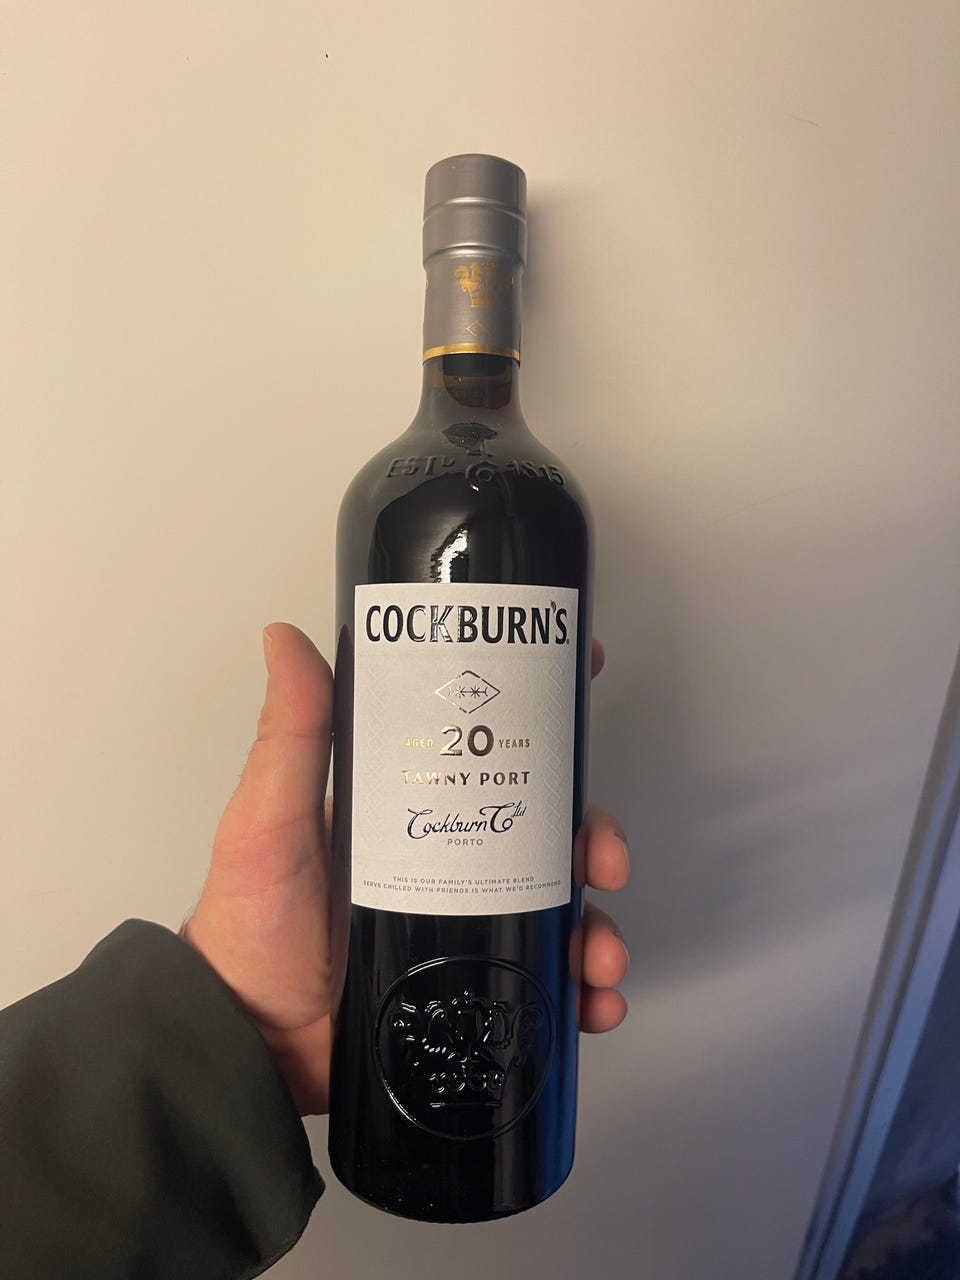 ESTD 1815
COCKBURN'S
AGED 20 YEARS
TAWNY PORT
Cockburn Co Ltd
PORTO
THIS IS OUR FAMILY'S ULTIMATE BLEND
SERVE CHILLED WITH FRIENDS IS WHAT WE'D RECOMMEND.